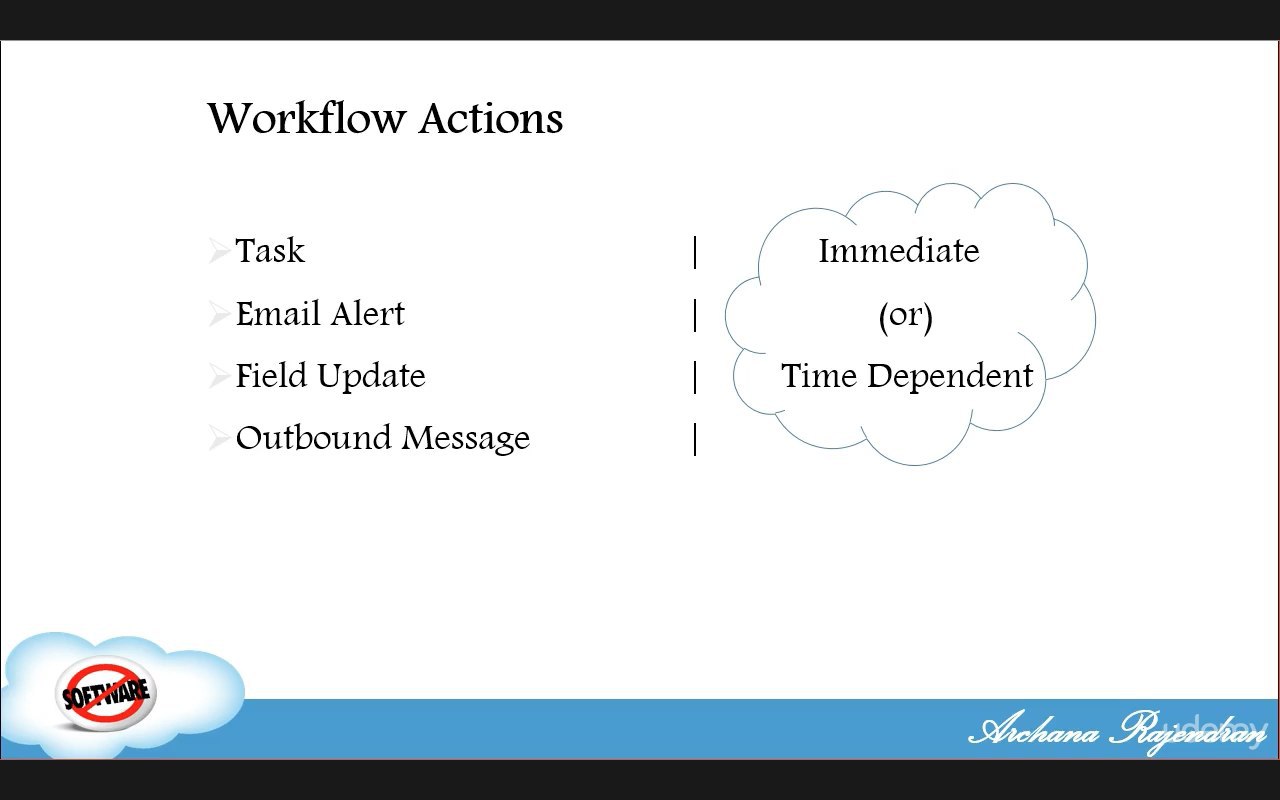 Workflow Actions
Task | Immediate
Email Alert | (or)
Field Update | Time Dependent
Outbound Message |
SOFTWARE
Archana Rajendran
udemy